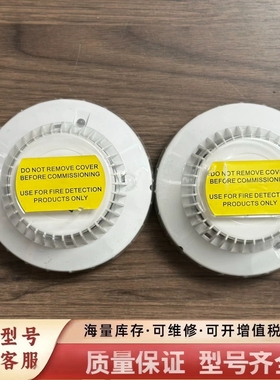 DO NOT REMOVE COVER
BEFORE COMMISSIONING
USE FOR FIRE DETECTION
PRODUCTS ONLY
DO NOT REMOVE COVER
BEFORE COMMISSIONING
USE FOR FIRE DETECTION
PRODUCTS ONLY
型号
客服
海量库存·可维修·可开增值税
质量保证 型号齐全